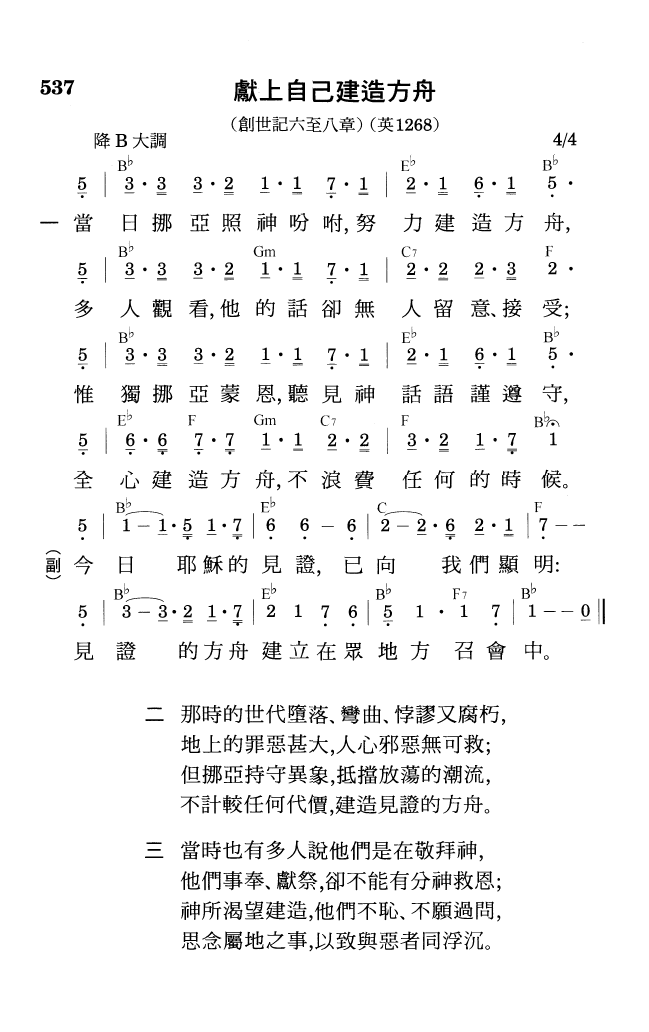 537
獻上自己建造方舟
（創世記六至八章）（英1268）
降 B 大調 4/4
B♭ E♭ B♭
5 | 3 · 3 3 · 2 1 · 1 7 · 1 | 2 · 1 6 · 1 5 ·
一 當 日 挪 亞 照 神 吩 咐, 努 力 建 造 方 舟,
B♭ Gm C7 F
5 | 3 · 3 3 · 2 1 · 1 7 · 1 | 2 · 2 2 · 3 2 ·
多 人 觀 看, 他 的 話 卻 無 人 留 意、接 受;
B♭ E♭ B♭
5 | 3 · 3 3 · 2 1 · 1 7 · 1 | 2 · 1 6 · 1 5 ·
惟 獨 挪 亞 蒙 恩, 聽 見 神 話 語 謹 遵 守,
E♭ F Gm C7 F B♭
5 | 6 · 6 7 · 7 1 · 1 2 · 2 | 3 · 2 1 · 7 1
全 心 建 造 方 舟, 不 浪 費 任 何 的 時 候。
B♭ E♭ C F
5 | 1 – 1 · 5 1 · 7 | 6 6 – 6 | 2 – 2 · 6 2 · 1 | 7 – –
（副） 今 日 耶 穌 的 見 證, 已 向 我 們 顯 明:
B♭ E♭ B♭ F7 B♭
5 | 3 – 3 · 2 1 · 7 | 2 1 7 6 | 5 1 · 1 7 | 1 – – 0 ‖
見 證 的 方 舟 建 立 在 眾 地 方 召 會 中。
二 那時的世代墮落、彎曲、悖謬又腐朽,
地上的罪惡甚大,人心邪惡無可救;
但挪亞持守異象,抵擋放蕩的潮流,
不計較任何代價,建造見證的方舟。
三 當時也有多人說他們是在敬拜神,
他們事奉、獻祭,卻不能有分神救恩;
神所渴望建造,他們不恥、不願過問,
思念屬地之事,以致與惡者同浮沉。